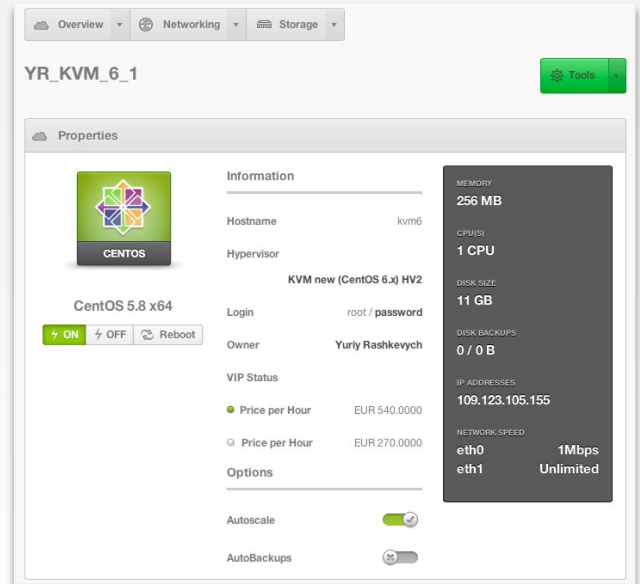 Overview Networking Storage
YR_KVM_6_1
Tools
Properties
CENTOS
CentOS 5.8 x64
ON OFF Reboot
Information
Hostname kvm6
Hypervisor
KVM new (CentOS 6.x) HV2
Login root / password
Owner Yuriy Rashkevych
VIP Status
Price per Hour EUR 540.0000
Price per Hour EUR 270.0000
Options
Autoscale
AutoBackups
MEMORY
256 MB
CPU(S)
1 CPU
DISK SIZE
11 GB
DISK BACKUPS
0 / 0 B
IP ADDRESSES
109.123.105.155
NETWORK SPEED
eth0 1Mbps
eth1 Unlimited